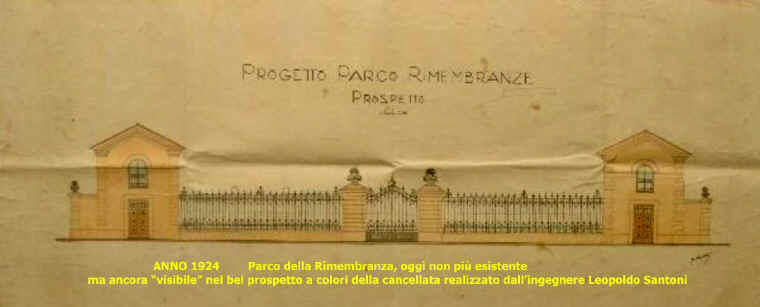 PROGETTO PARCO RIMEMBRANZE
PROSPETTO
ANNO 1924 Parco della Rimembranza, oggi non più esistente
ma ancora "visibile" nel bel prospetto a colori della cancellata realizzato dall'ingegnere Leopoldo Santoni